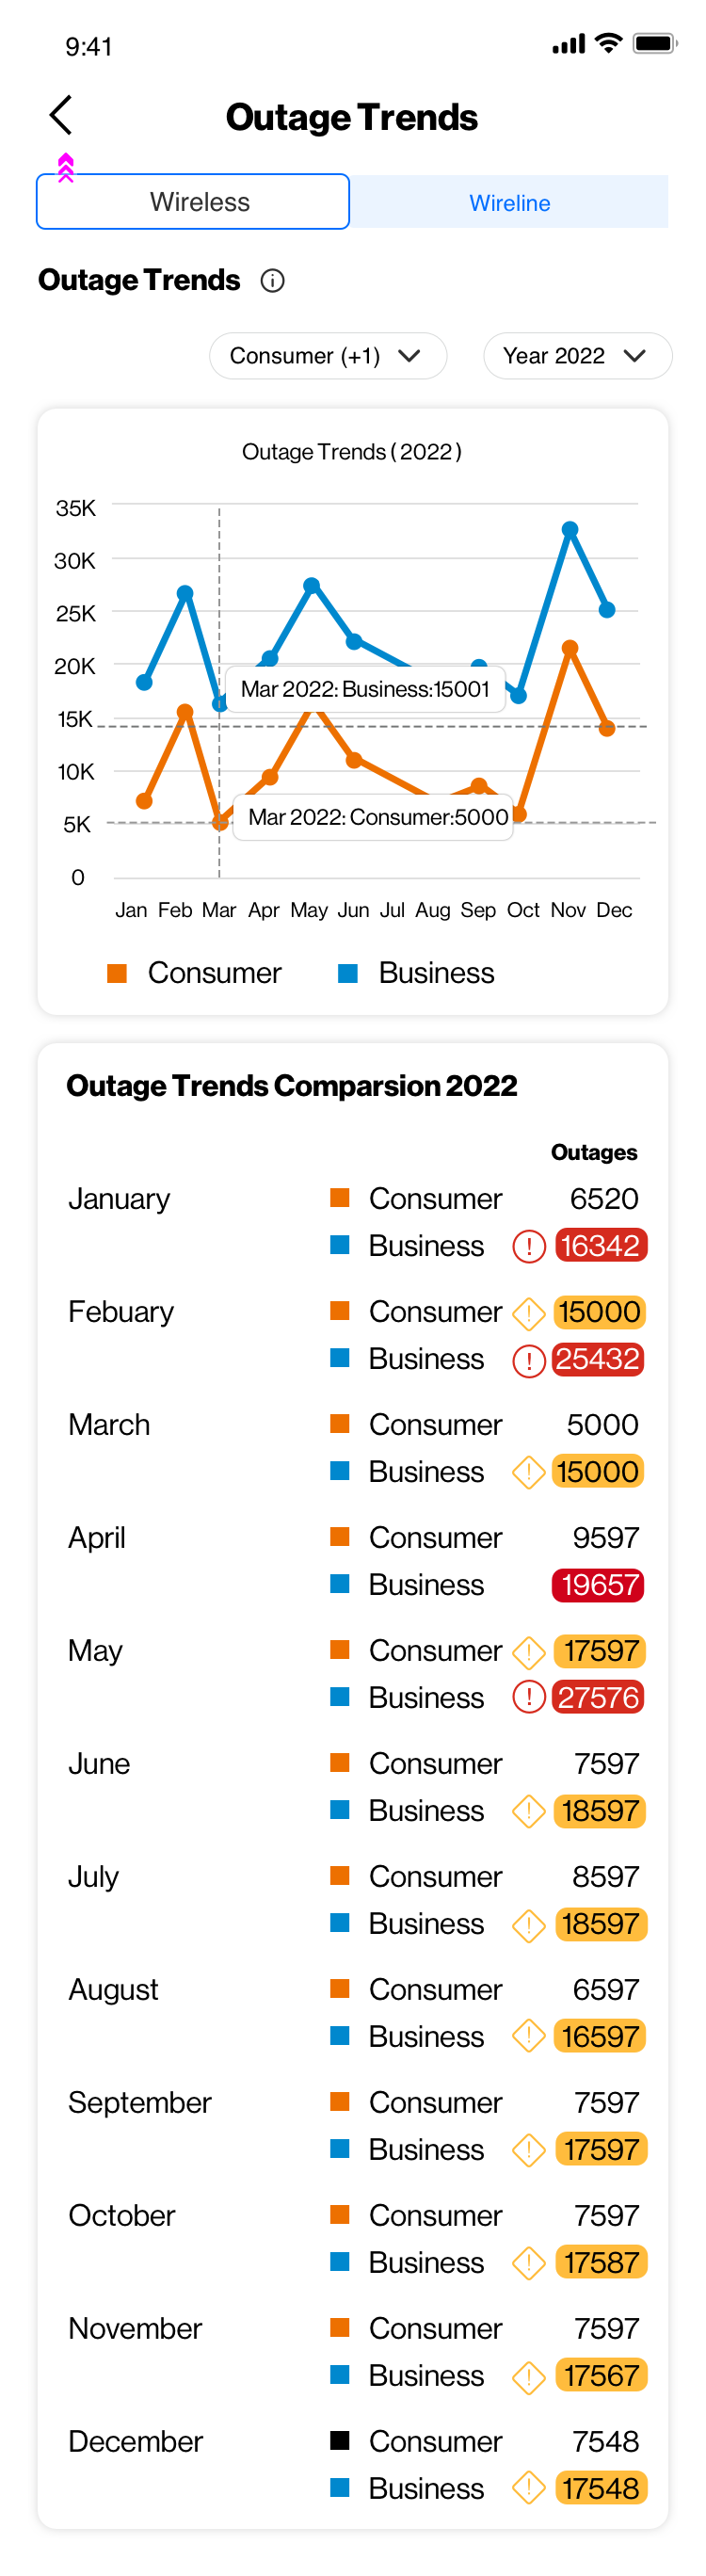 9:41
Outage Trends
Wireless Wireline
Outage Trends
Consumer (+1) Year 2022
Outage Trends ( 2022 )
35K
30K
25K
20K
Mar 2022: Business:15001
15K
10K
Mar 2022: Consumer:5000
5K
0
Jan Feb Mar Apr May Jun Jul Aug Sep Oct Nov Dec
Consumer Business
Outage Trends Comparsion 2022
Outages
January Consumer 6520
Business 16342
Febuary Consumer 15000
Business 25432
March Consumer 5000
Business 15000
April Consumer 9597
Business 19657
May Consumer 17597
Business 27576
June Consumer 7597
Business 18597
July Consumer 8597
Business 18597
August Consumer 6597
Business 16597
September Consumer 7597
Business 17597
October Consumer 7597
Business 17587
November Consumer 7597
Business 17567
December Consumer 7548
Business 17548